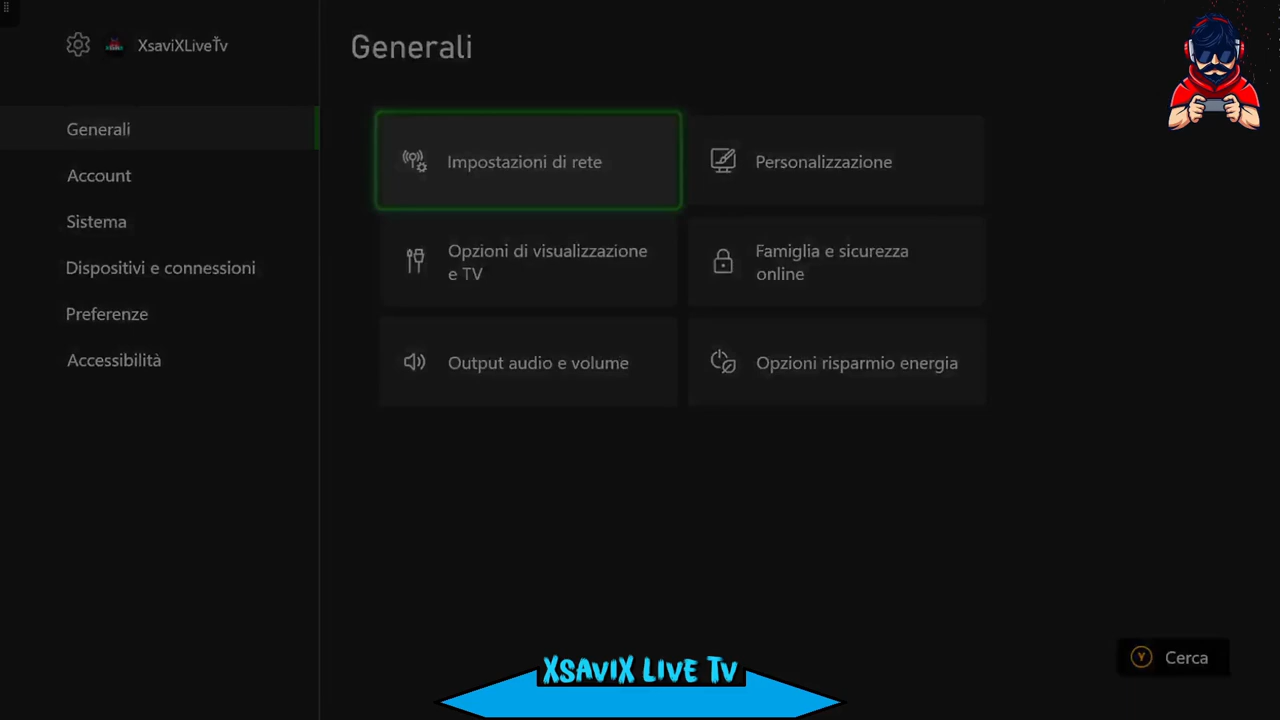 XsaviXLiveTv
Generali
Account
Sistema
Dispositivi e connessioni
Preferenze
Accessibilità
Generali
Impostazioni di rete
Personalizzazione
Opzioni di visualizzazione
e TV
Famiglia e sicurezza
online
Output audio e volume
Opzioni risparmio energia
Y Cerca
XSAVIX LIVE TV